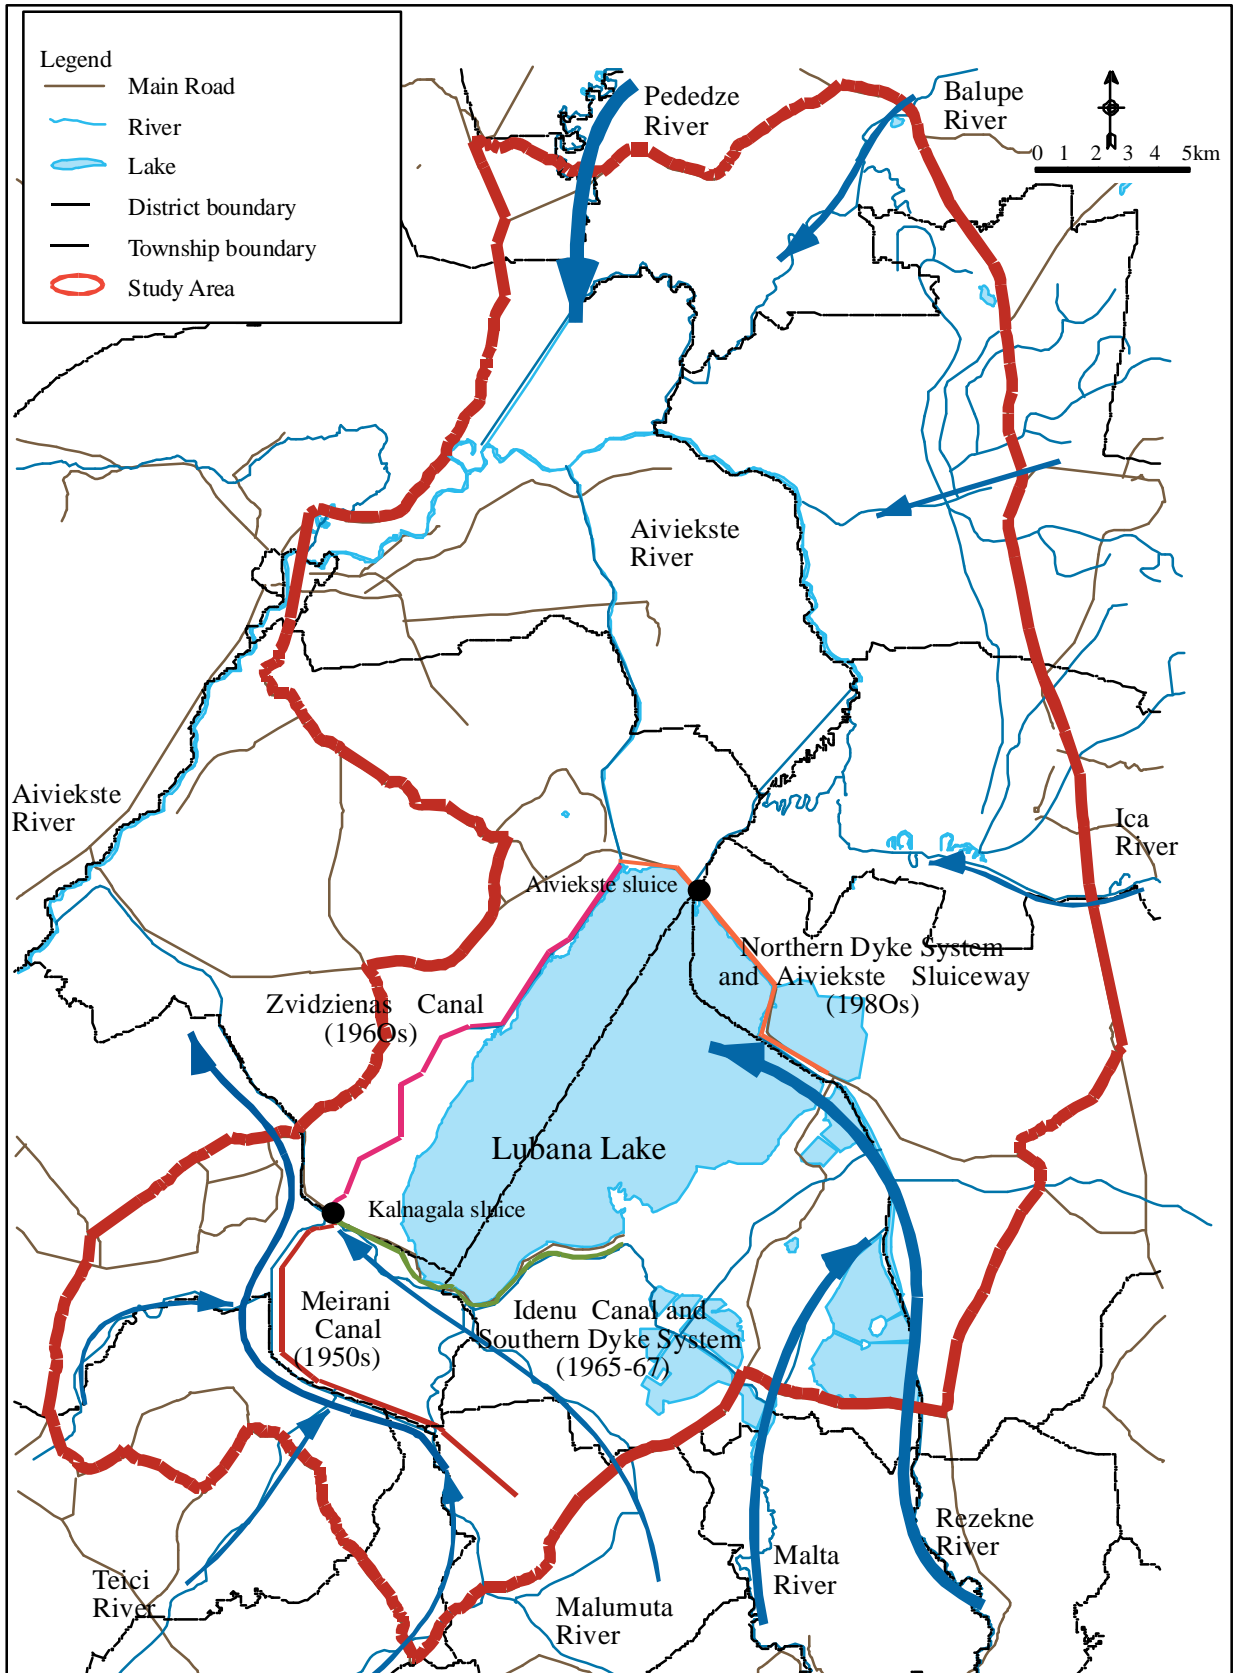 Legend
Main Road
River
Lake
District boundary
Township boundary
Study Area
Pededze
River
Balupe
River
0 1 2 3 4 5km
Aiviekste
River
Aiviekste
River
Ica
River
Aiviekste sluice
Northern Dyke System
and Aiviekste Sluiceway
(198Os)
Zvidzienas Canal
(196Os)
Lubana Lake
Kalnagala sluice
Meirani
Canal
(1950s)
Idenu Canal and
Southern Dyke System
(1965-67)
Rezekne
River
Malta
River
Teici
River
Malumuta
River